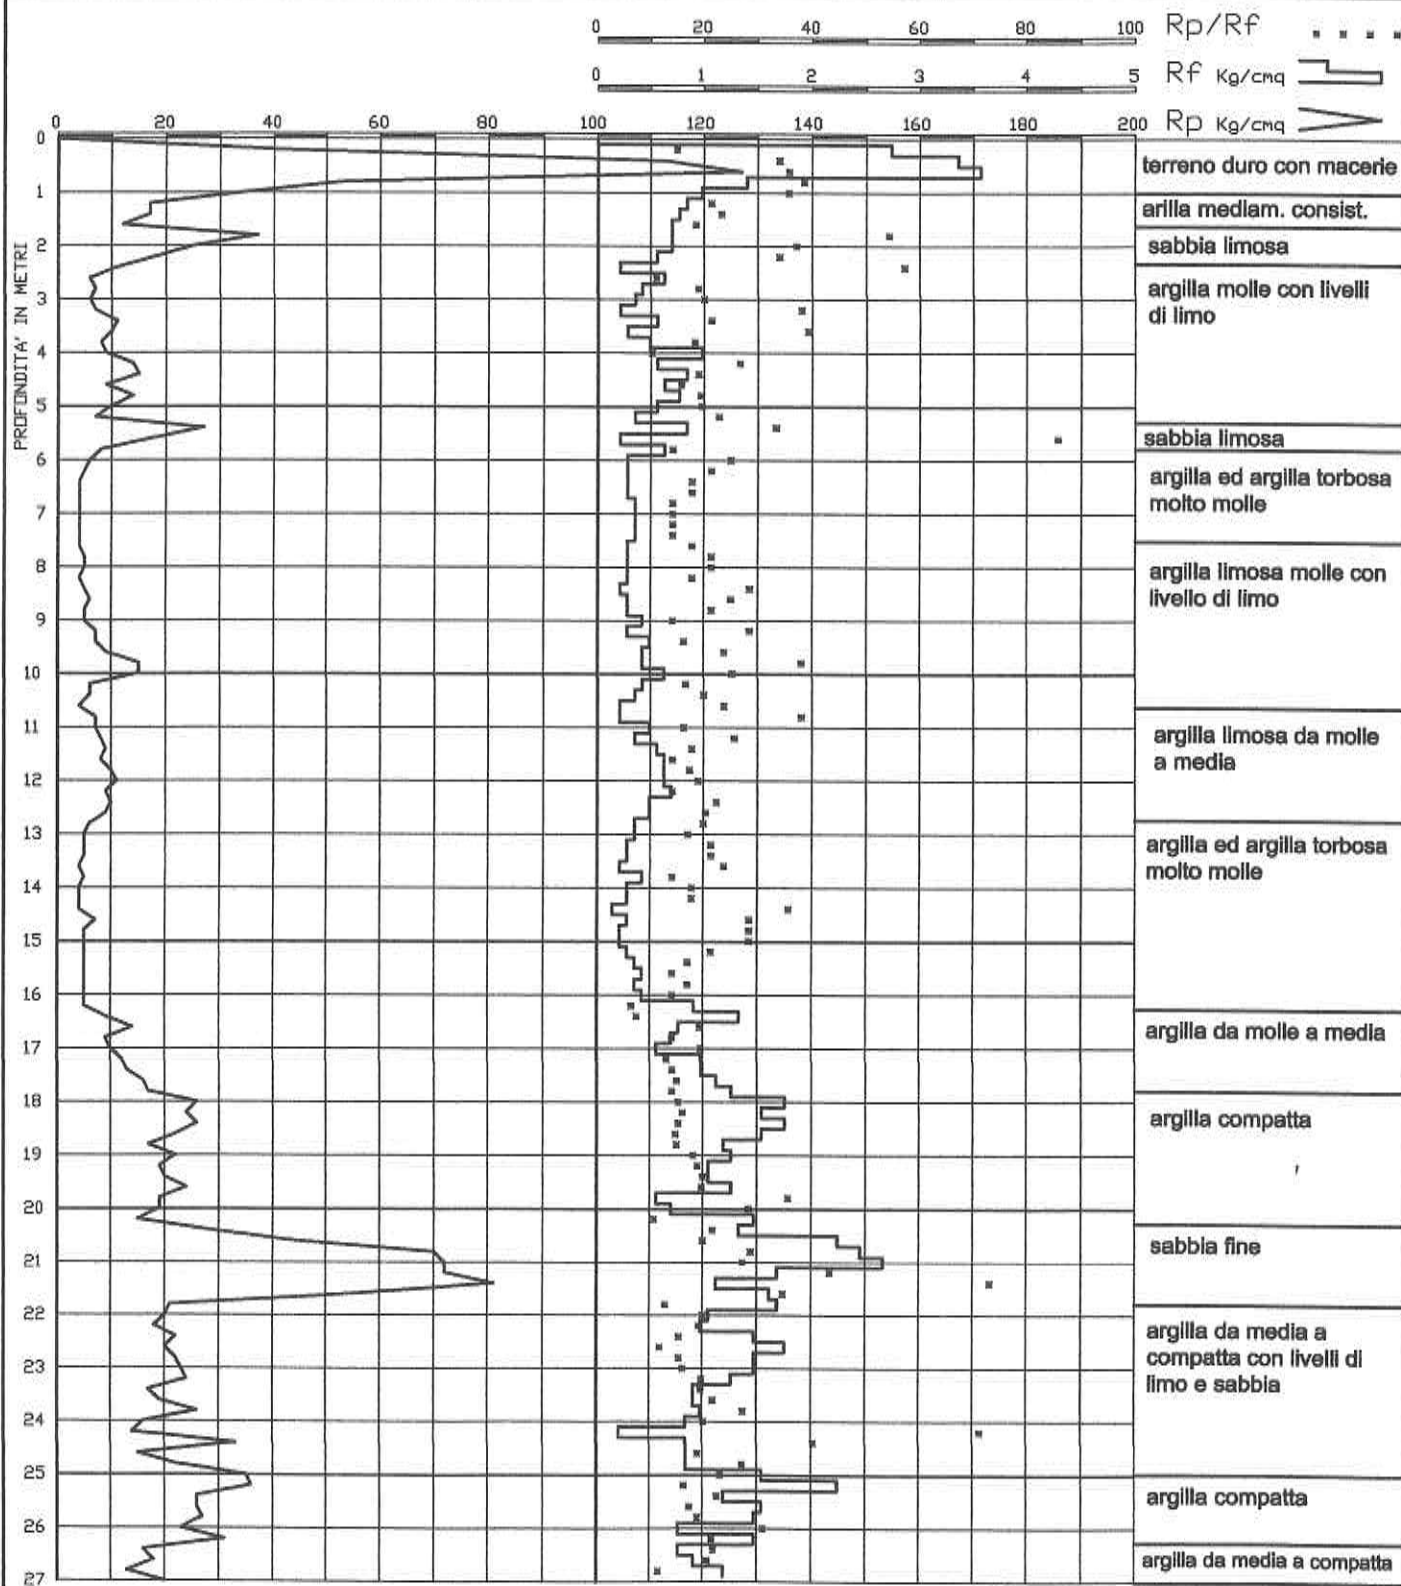 0 20 40 60 80 100 Rp/Rf
0 1 2 3 4 5 Rf Kg/cmq
0 20 40 60 80 100 120 140 160 180 200 Rp Kg/cmq
PROFONDITA' IN METRI
0
1
2
3
4
5
6
7
8
9
10
11
12
13
14
15
16
17
18
19
20
21
22
23
24
25
26
27
terreno duro con macerie
arilla mediam. consist.
sabbia limosa
argilla molle con livelli
di limo
sabbia limosa
argilla ed argilla torbosa
molto molle
argilla limosa molle con
livello di limo
argilla limosa da molle
a media
argilla ed argilla torbosa
molto molle
argilla da molle a media
argilla compatta
sabbia fine
argilla da media a
compatta con livelli di
limo e sabbia
argilla compatta
argilla da media a compatta